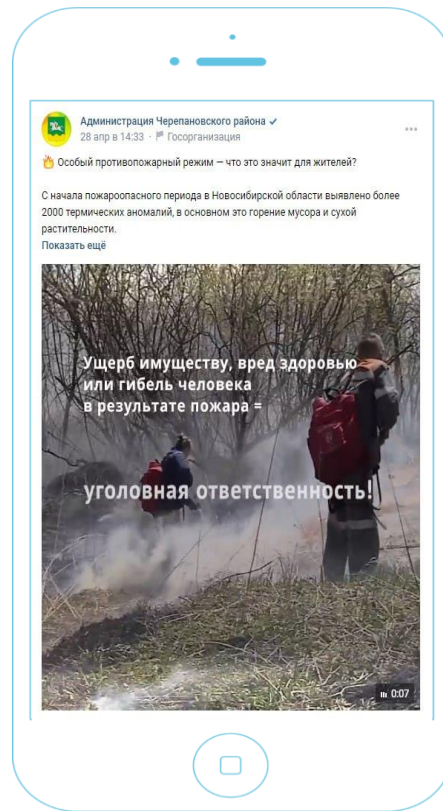 Администрация Черепановского района
28 апр в 14:33 · Госорганизация
Особый противопожарный режим — что это значит для жителей?
С начала пожароопасного периода в Новосибирской области выявлено более
2000 термических аномалий, в основном это горение мусора и сухой
растительности.
Показать ещё
Ущерб имуществу, вред здоровью
или гибель человека
в результате пожара =
уголовная ответственность!
0:07